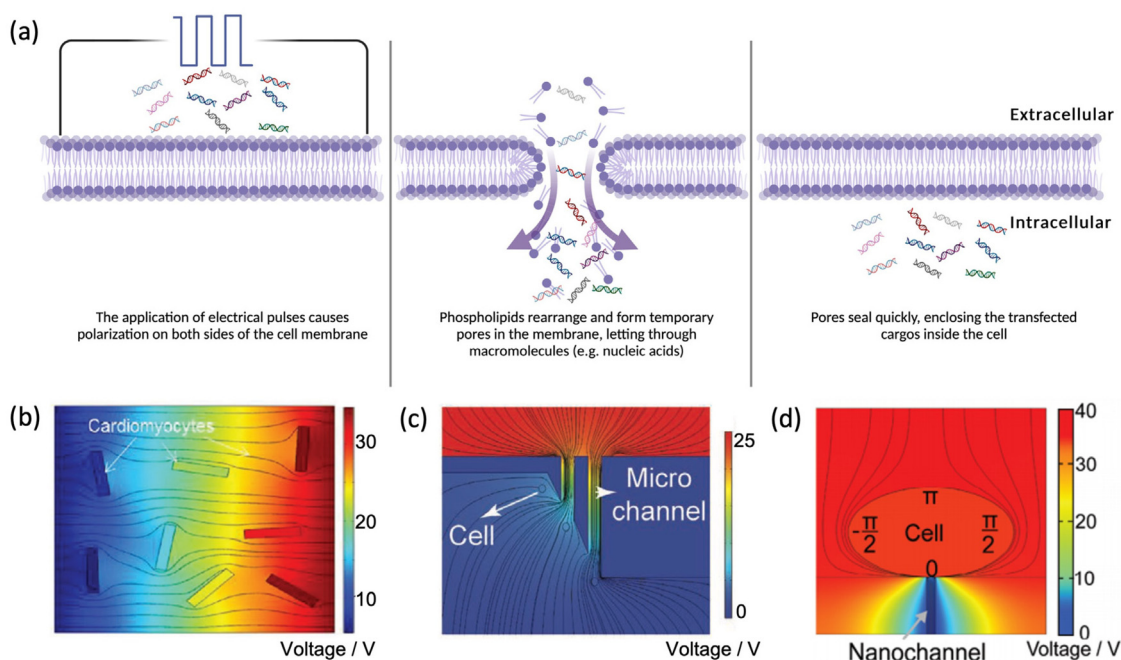 (a)
Extracellular
Intracellular
The application of electrical pulses causes
polarization on both sides of the cell membrane
Phospholipids rearrange and form temporary
pores in the membrane, letting through
macromolecules (e.g. nucleic acids)
Pores seal quickly, enclosing the transfected
cargos inside the cell
(b)
Cardiomyocytes
30
20
10
Voltage / V
(c)
Cell
Micro
channel
25
0
Voltage / V
(d)
π
-π/2
Cell
π/2
0
Nanochannel
40
30
20
10
0
Voltage / V